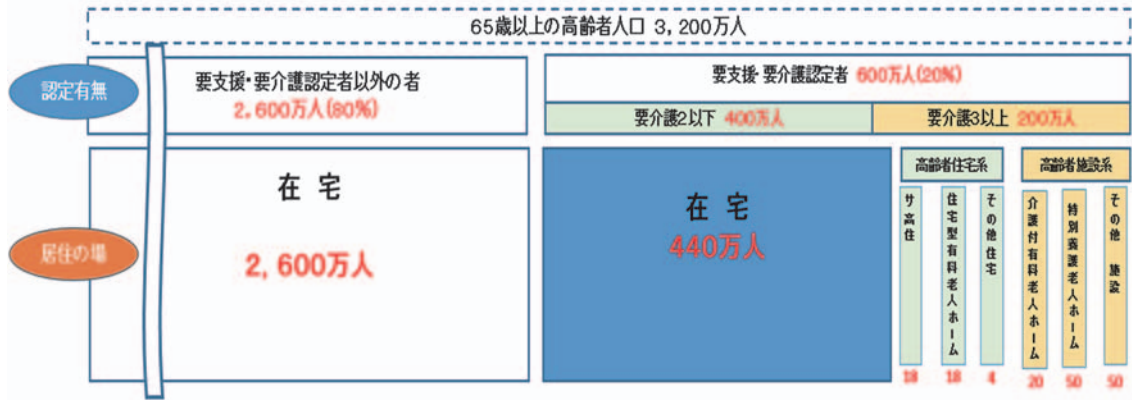 65歳以上の高齢者人口 3,200万人
認定有無
要支援・要介護認定者以外の者
2,600万人(80%)
要支援・要介護認定者 600万人(20%)
要介護2以下 400万人
要介護3以上 200万人
居住の場
在 宅
2,600万人
在 宅
440万人
高齢者住宅系
サ高住
18
住宅型有料老人ホーム
18
その他住宅
4
高齢者施設系
介護付有料老人ホーム
20
特別養護老人ホーム
50
その他 施設
50